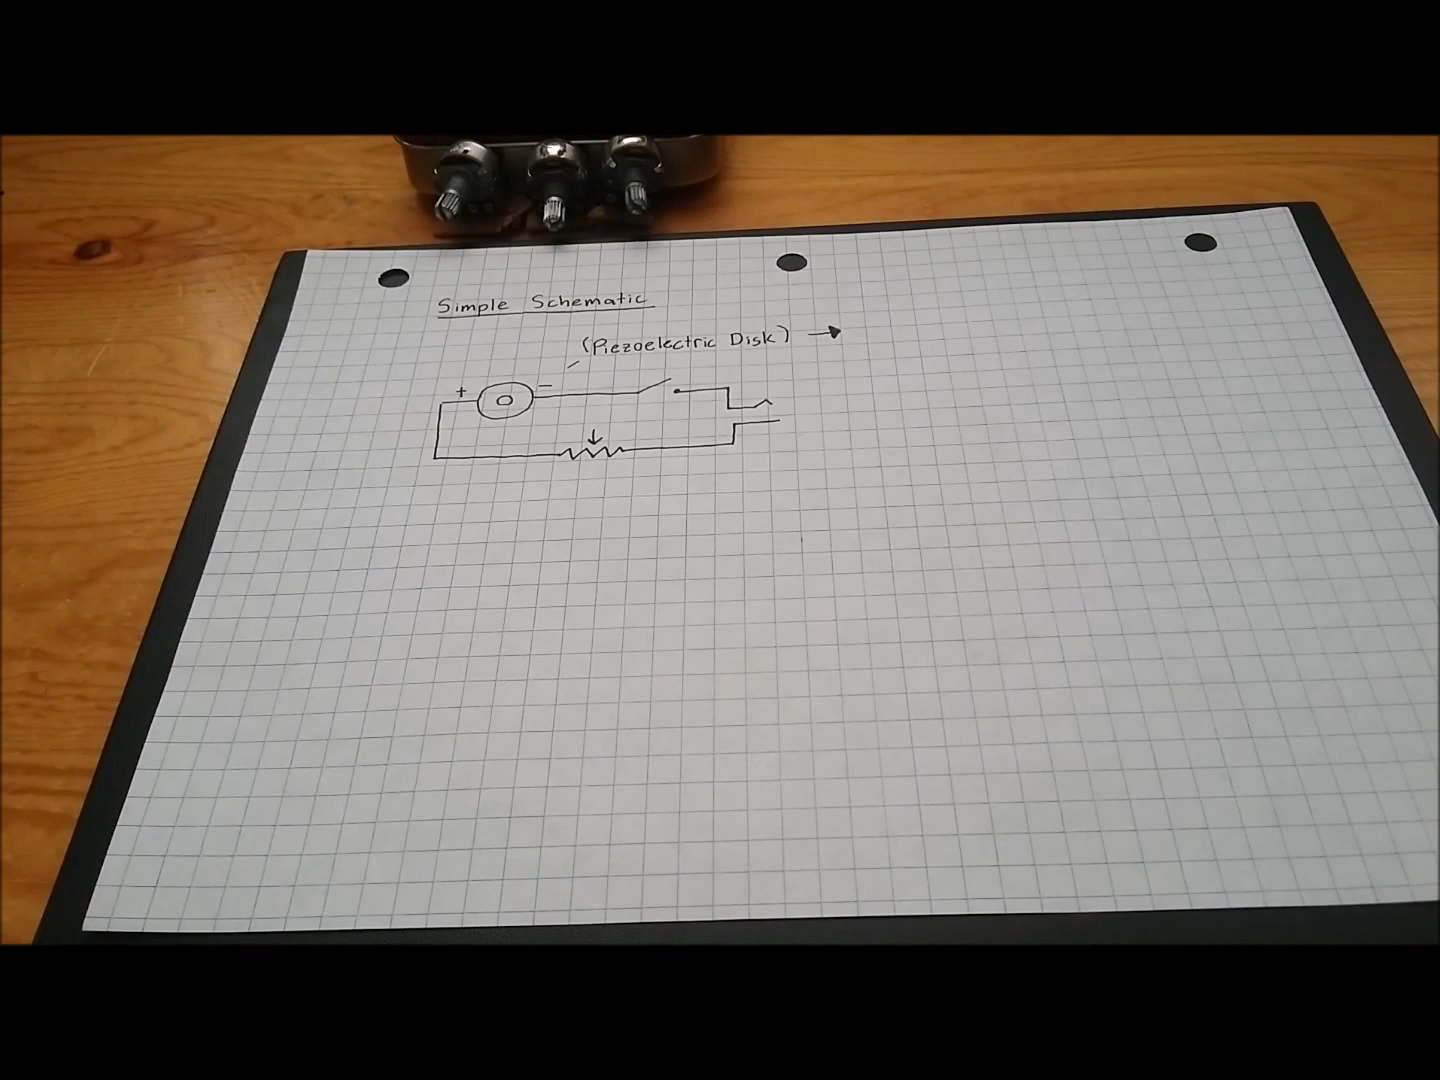 Simple Schematic
(Piezoelectric Disk) →
+ −